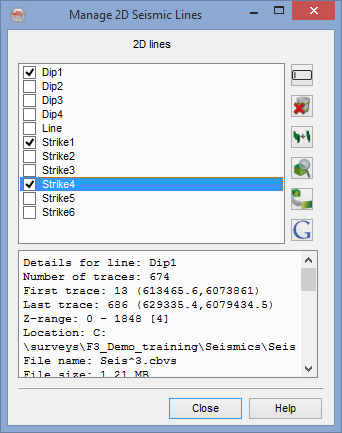 Manage 2D Seismic Lines
2D lines
Dip1
Dip2
Dip3
Dip4
Line
Strike1
Strike2
Strike3
Strike4
Strike5
Strike6
G
Details for line: Dip1
Number of traces: 674
First trace: 13 (613465.6,6073861)
Last trace: 686 (629335.4,6079434.5)
Z-range: 0 - 1848 [4]
Location: C:
\surveys\F3_Demo_training\Seismics\Seis
File name: Seis^3.cbvs
File size: 1.21 MB
Close
Help